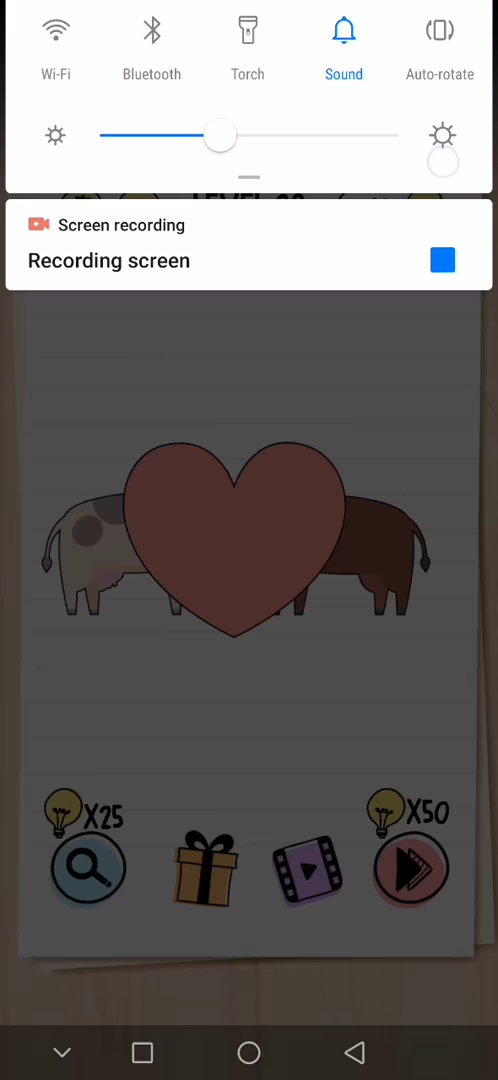 Wi-Fi
Bluetooth
Torch
Sound
Auto-rotate
Screen recording
Recording screen
X25
X50